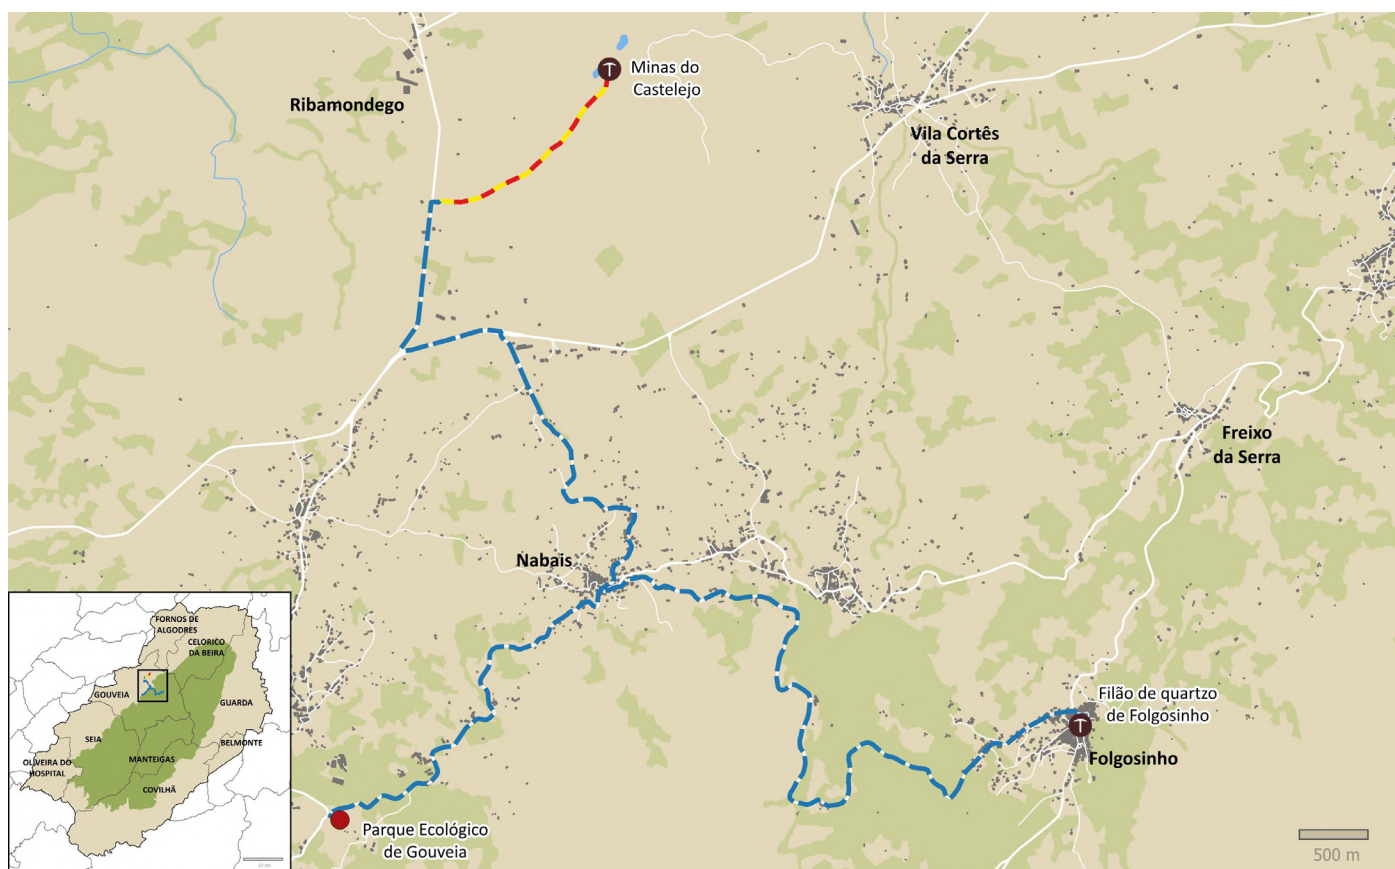 Ribamondego
Minas do
Castelejo
Vila Cortês
da Serra
Freixo
da Serra
Nabais
Filão de quartzo
de Folgosinho
Folgosinho
Parque Ecológico
de Gouveia
500 m
FORNOS DE
ALGODRES
CELORICO
DA BEIRA
GOUVEIA
GUARDA
SEIA
BELMONTE
OLIVEIRA DO
HOSPITAL
MANTEIGAS
COVILHÃ
10 km